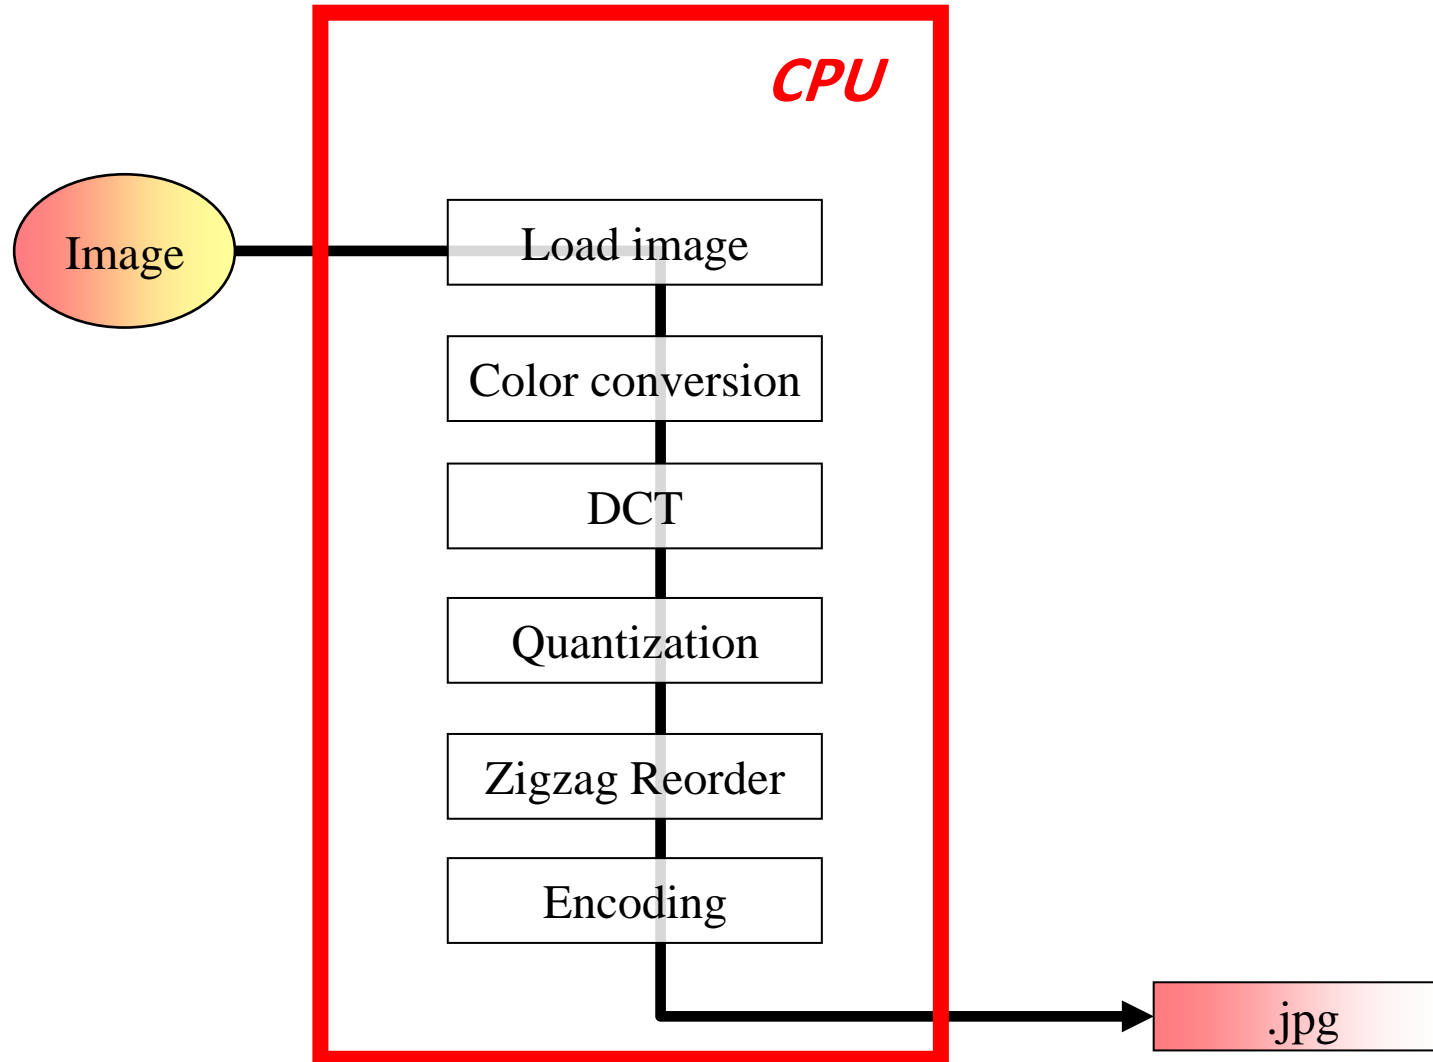 CPU
Image
Load image
Color conversion
DCT
Quantization
Zigzag Reorder
Encoding
.jpg